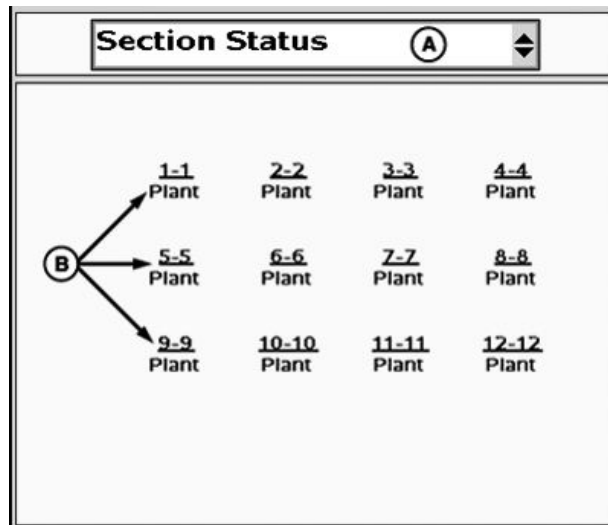 Section Status A
1-1 2-2 3-3 4-4
Plant Plant Plant Plant
B
5-5 6-6 7-7 8-8
Plant Plant Plant Plant
9-9 10-10 11-11 12-12
Plant Plant Plant Plant